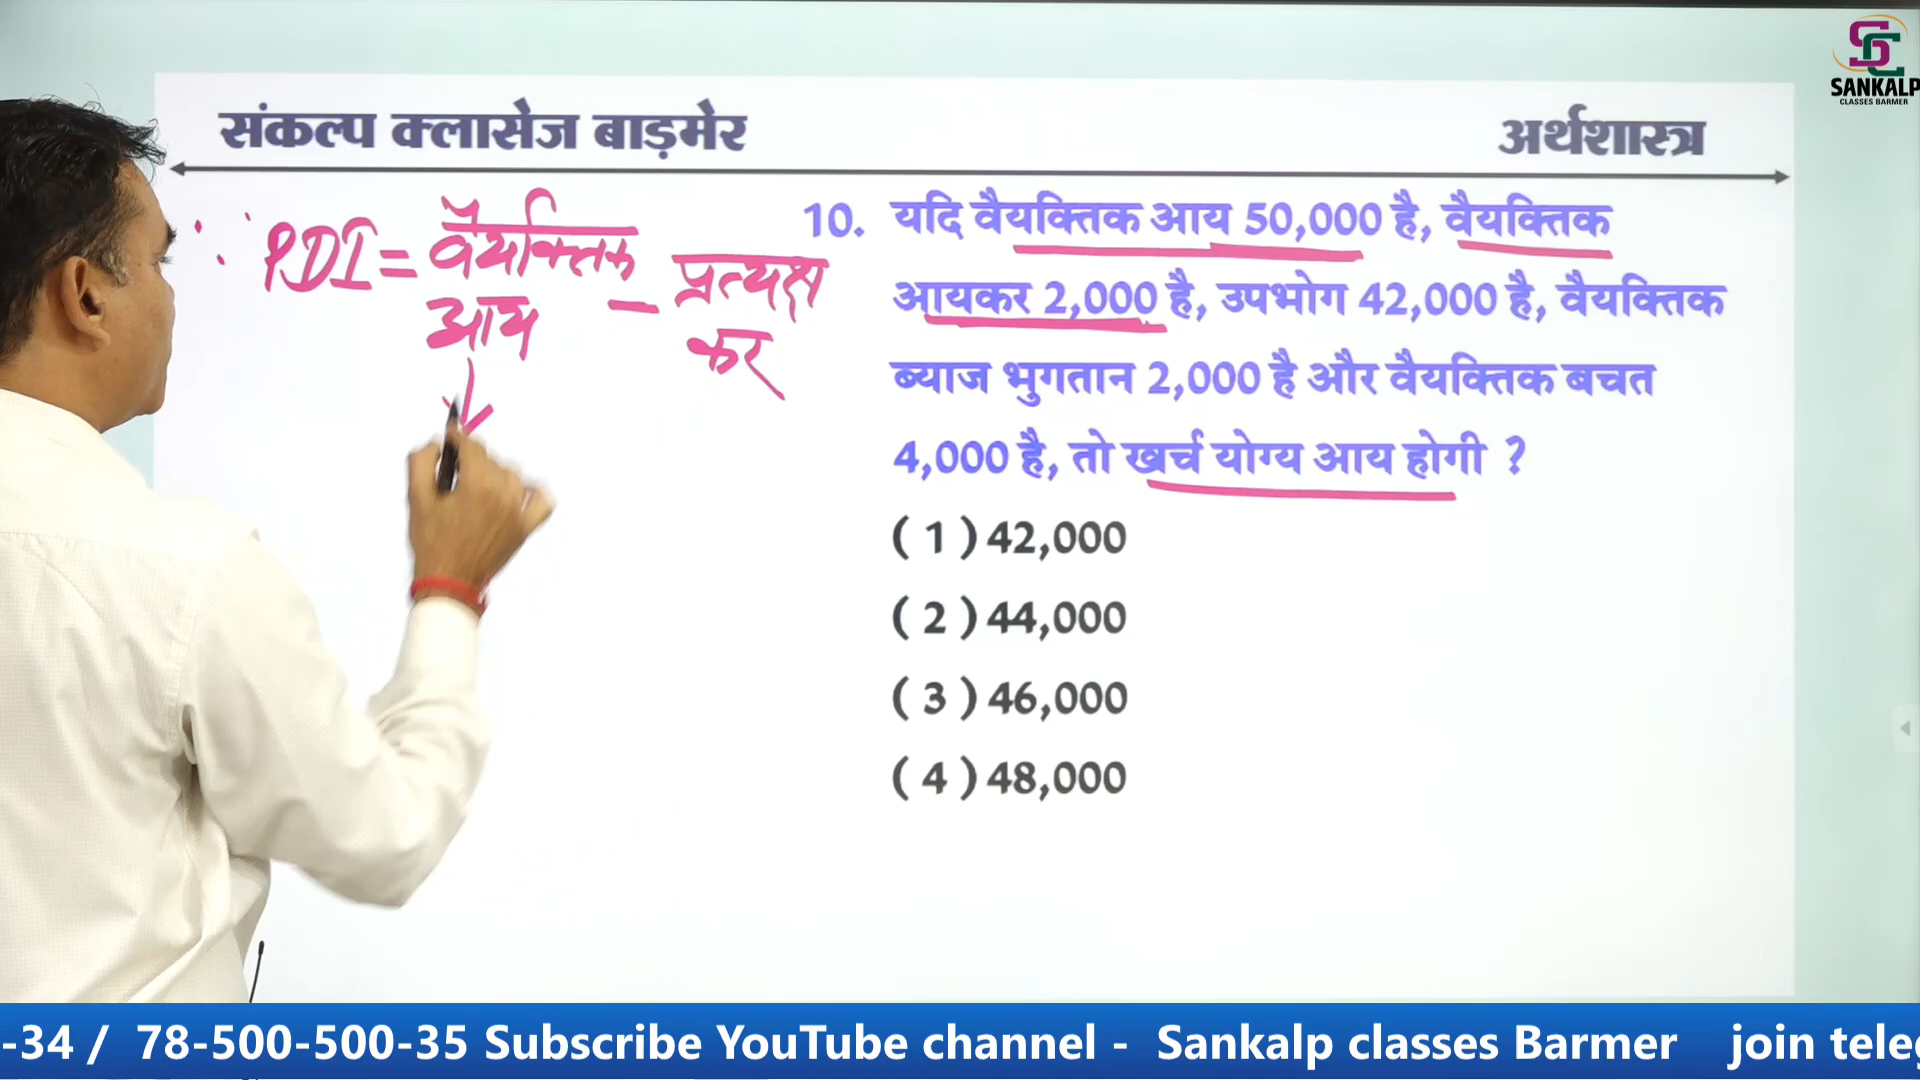 SANKALP
CLASSES BARMER
संकल्प क्लासेज बाड़मेर
अर्थशास्त्र
∵ PDI = वैयक्तिक आय − प्रत्यक्ष कर
10. यदि वैयक्तिक आय 50,000 है, वैयक्तिक
आयकर 2,000 है, उपभोग 42,000 है, वैयक्तिक
ब्याज भुगतान 2,000 है और वैयक्तिक बचत
4,000 है, तो खर्च योग्य आय होगी ?
( 1 ) 42,000
( 2 ) 44,000
( 3 ) 46,000
( 4 ) 48,000
-34 / 78-500-500-35 Subscribe YouTube channel - Sankalp classes Barmer join teleg